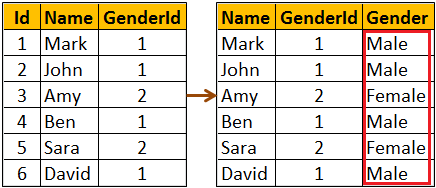 Id Name GenderId
1 Mark 1
2 John 1
3 Amy 2
4 Ben 1
5 Sara 2
6 David 1
Name GenderId Gender
Mark 1 Male
John 1 Male
Amy 2 Female
Ben 1 Male
Sara 2 Female
David 1 Male